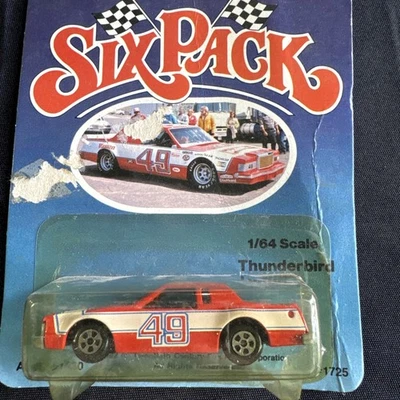 SIX PACK
49
1/64 Scale
Thunderbird
49
1725